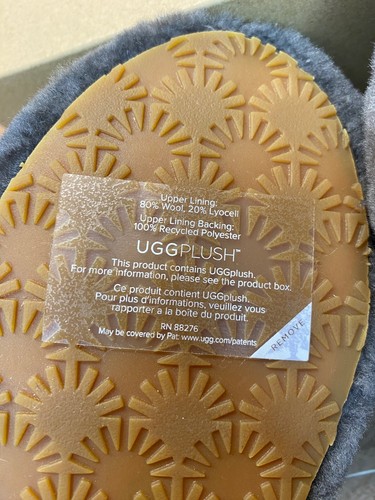 Upper Lining:
80% Wool, 20% Lyocell
Upper Lining Backing:
100% Recycled Polyester
UGGPLUSH™
This product contains UGGplush.
For more information, please see the product box.
Ce produit contient UGGplush.
Pour plus d'informations, veuillez vous
rapporter a la boite du produit.
RN 88276
May be covered by Pat: www.ugg.com/patents
REMOVE